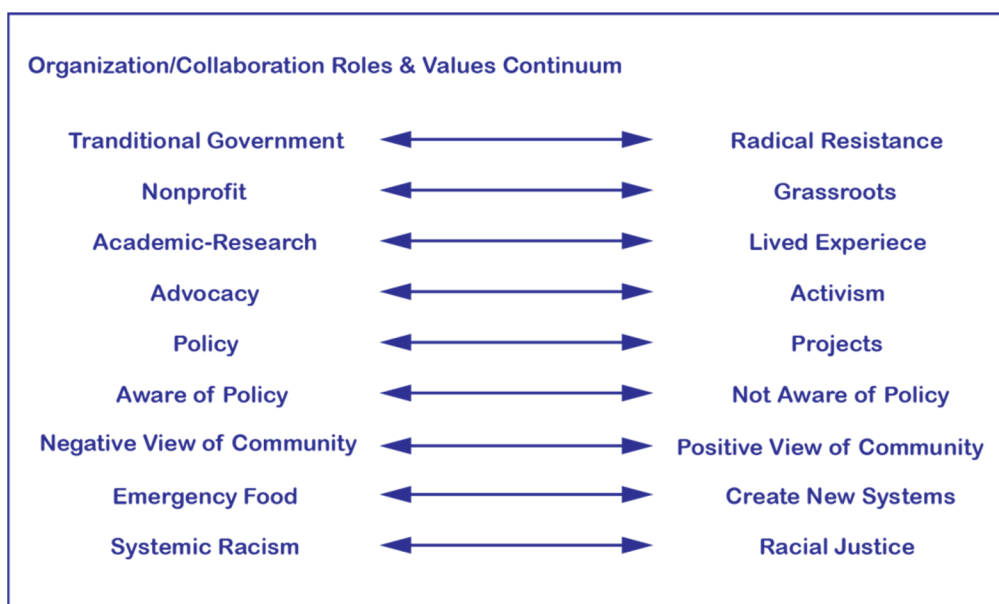 Organization/Collaboration Roles & Values Continuum
Tranditional Government Radical Resistance
Nonprofit Grassroots
Academic-Research Lived Experiece
Advocacy Activism
Policy Projects
Aware of Policy Not Aware of Policy
Negative View of Community Positive View of Community
Emergency Food Create New Systems
Systemic Racism Racial Justice